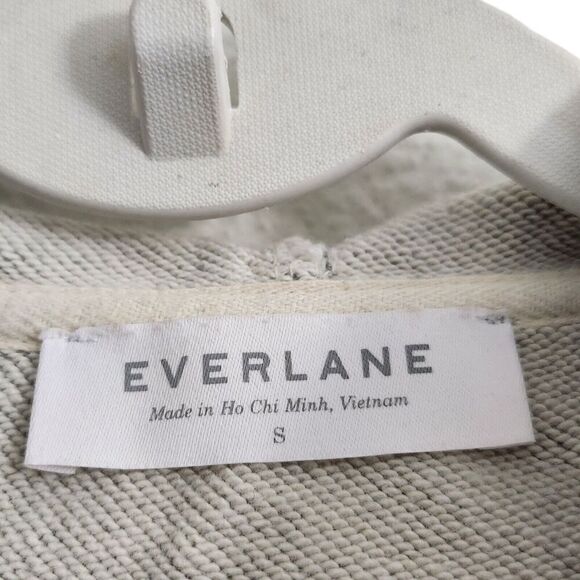 EVERLANE
Made in Ho Chi Minh, Vietnam
S